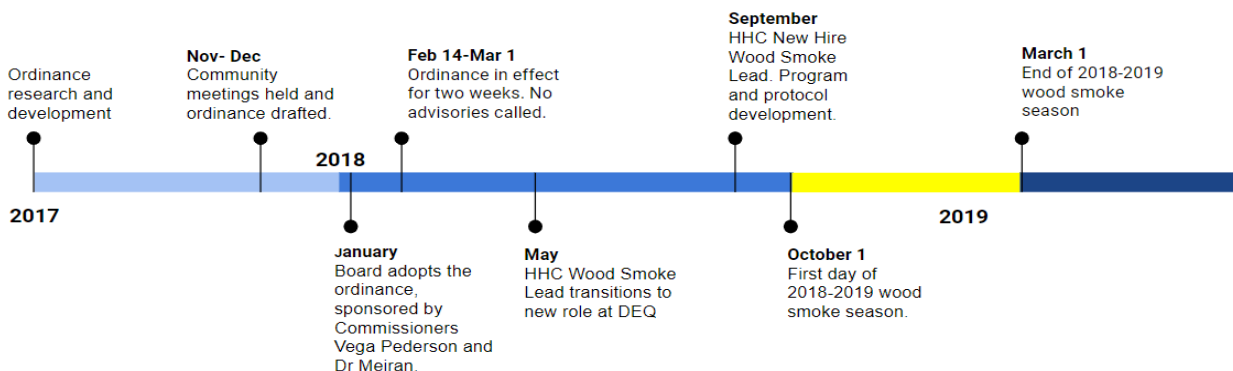 Ordinance
research and
development
Nov- Dec
Community
meetings held and
ordinance drafted.
Feb 14-Mar 1
Ordinance in effect
for two weeks. No
advisories called.
September
HHC New Hire
Wood Smoke
Lead. Program
and protocol
development.
March 1
End of 2018-2019
wood smoke
season
2017
2018
2019
January
Board adopts the
ordinance,
sponsored by
Commissioners
Vega Pederson and
Dr Meiran.
May
HHC Wood Smoke
Lead transitions to
new role at DEQ
October 1
First day of
2018-2019 wood
smoke season.